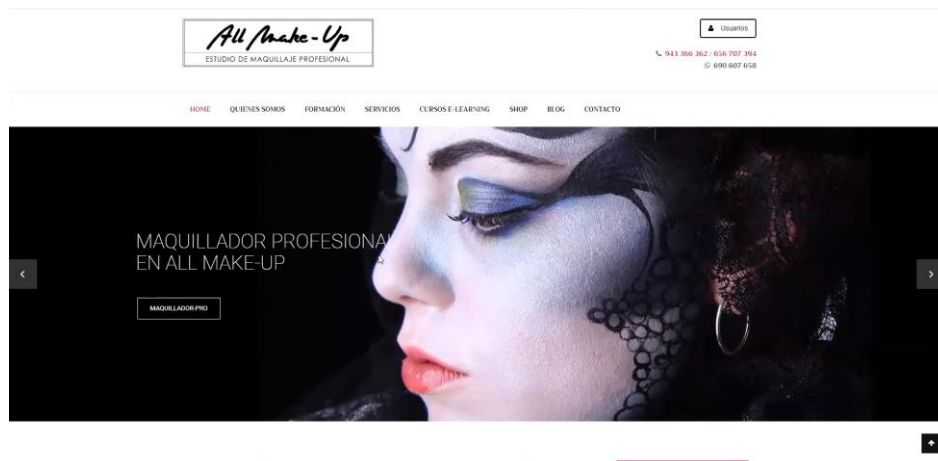 All Make-Up
ESTUDIO DE MAQUILLAJE PROFESIONAL
Usuarios
943 366 362 / 656 707 394
690 607 658
HOME QUIENES SOMOS FORMACIÓN SERVICIOS CURSOS E-LEARNING SHOP BLOG CONTACTO
MAQUILLADOR PROFESIONAL
EN ALL MAKE-UP
MAQUILLADOR-PRO